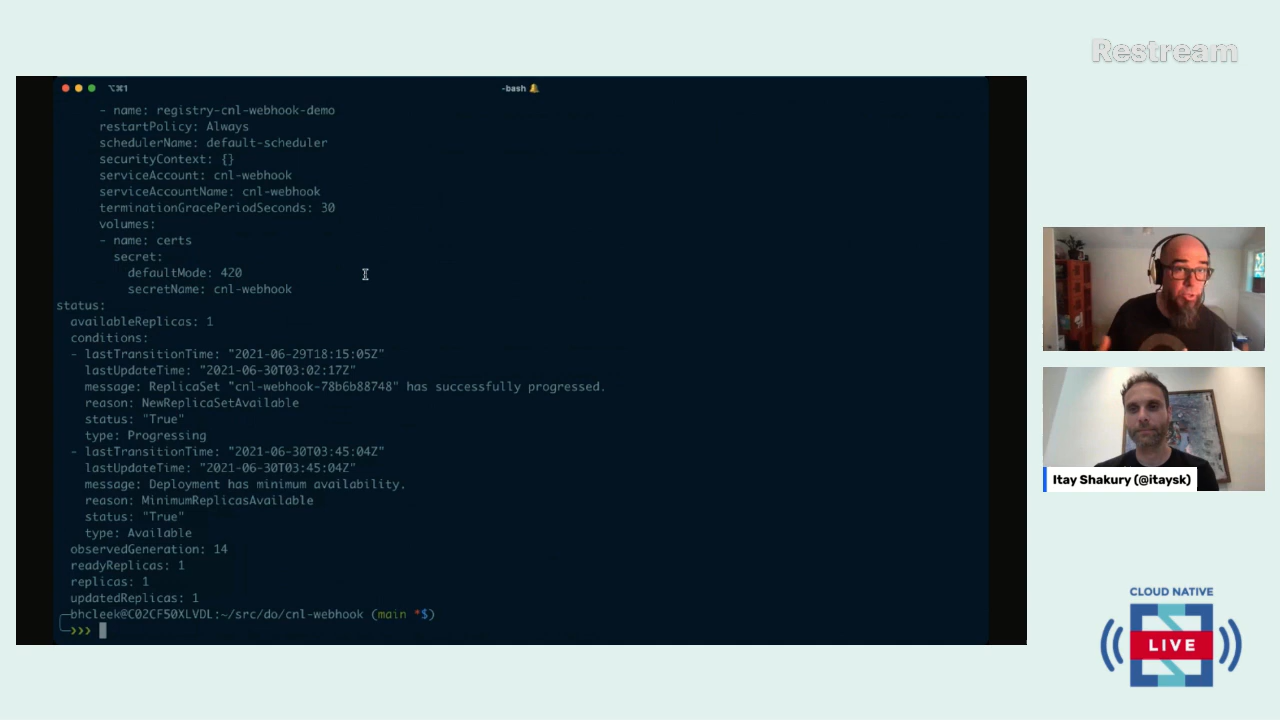 Restream
⌥⌘1
-bash 🔔
- name: registry-cnl-webhook-demo
restartPolicy: Always
schedulerName: default-scheduler
securityContext: {}
serviceAccount: cnl-webhook
serviceAccountName: cnl-webhook
terminationGracePeriodSeconds: 30
volumes:
- name: certs
secret:
defaultMode: 420
secretName: cnl-webhook
status:
availableReplicas: 1
conditions:
- lastTransitionTime: "2021-06-29T18:15:05Z"
lastUpdateTime: "2021-06-30T03:02:17Z"
message: ReplicaSet "cnl-webhook-78b6b88748" has successfully progressed.
reason: NewReplicaSetAvailable
status: "True"
type: Progressing
- lastTransitionTime: "2021-06-30T03:45:04Z"
lastUpdateTime: "2021-06-30T03:45:04Z"
message: Deployment has minimum availability.
reason: MinimumReplicasAvailable
status: "True"
type: Available
observedGeneration: 14
readyReplicas: 1
replicas: 1
updatedReplicas: 1
bhcleek@C02CF50XLVDL:~/src/do/cnl-webhook (main *$)
❯❯❯
Itay Shakury (@itaysk)
CLOUD NATIVE
LIVE